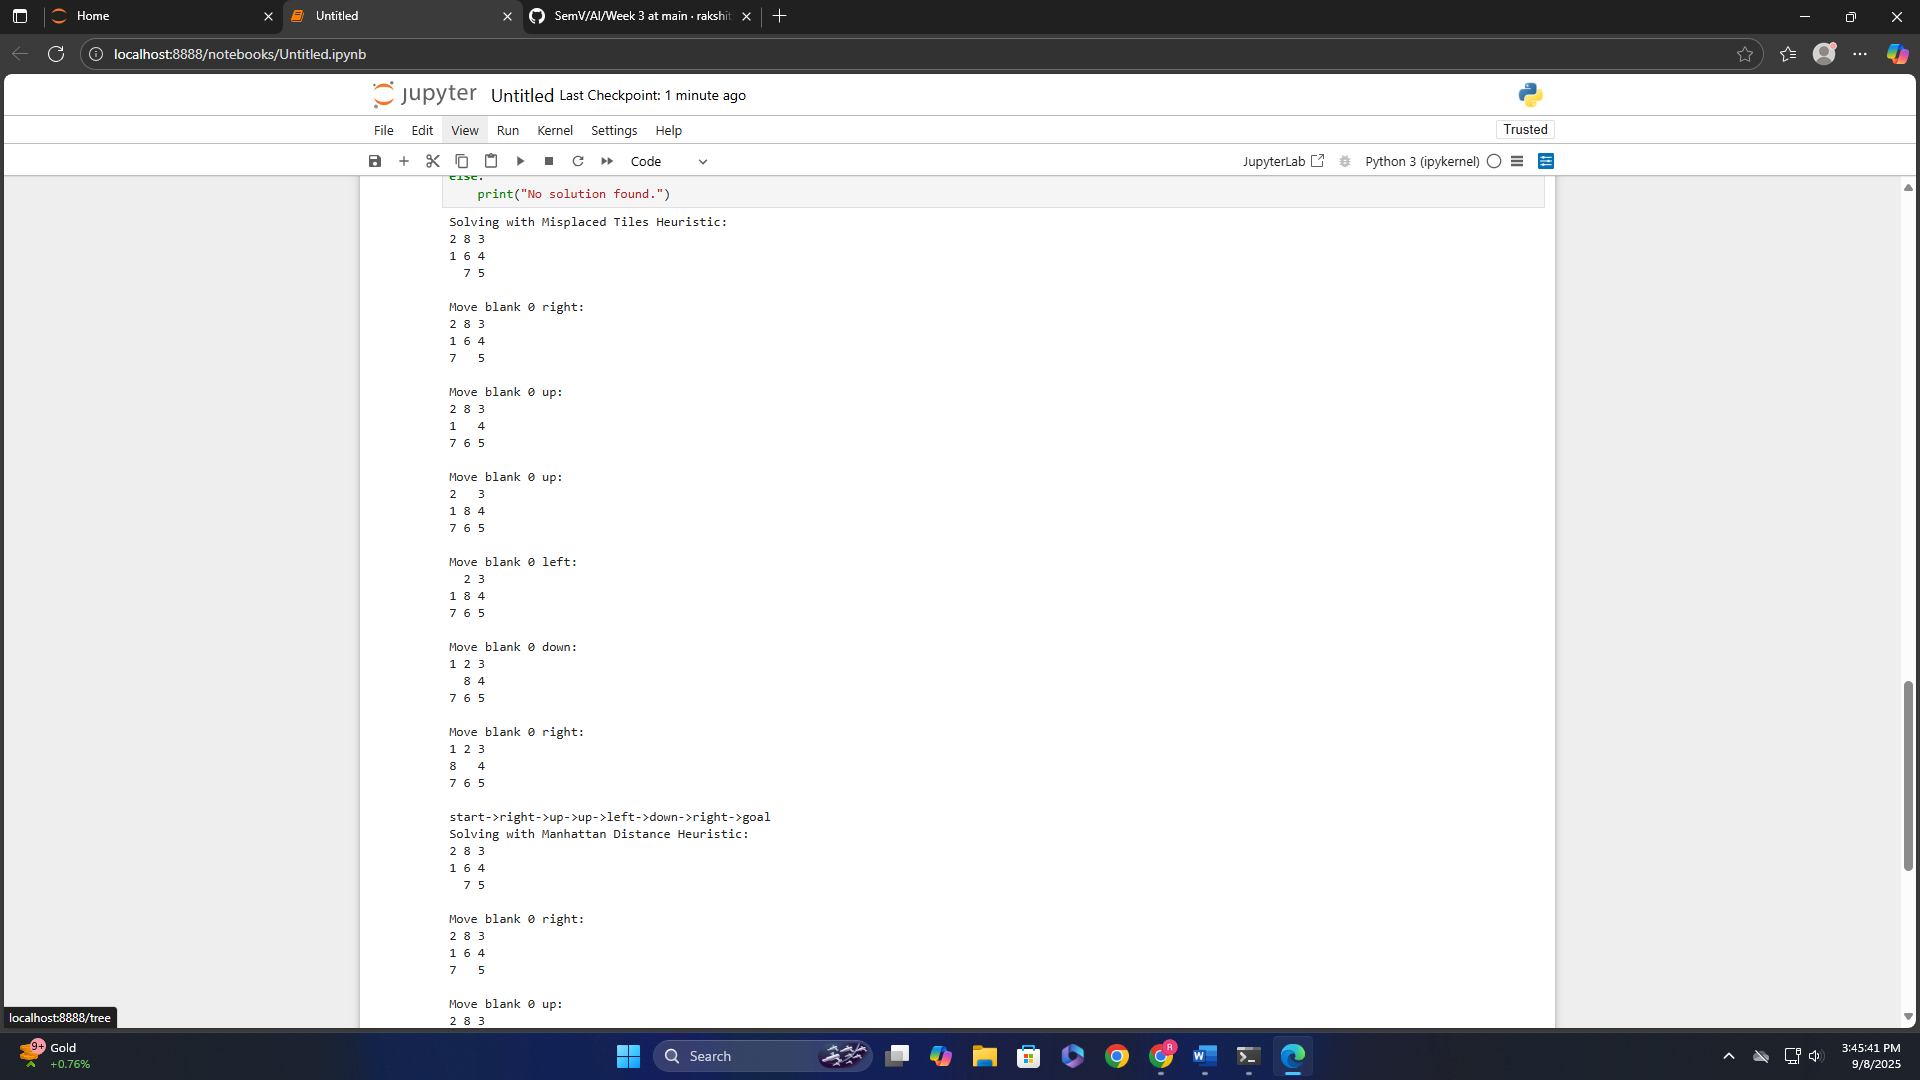 Home
Untitled
SemV/AI/Week 3 at main · rakshit
localhost:8888/notebooks/Untitled.ipynb
jupyter Untitled Last Checkpoint: 1 minute ago
File Edit View Run Kernel Settings Help
Trusted
Code
JupyterLab
Python 3 (ipykernel)
else:
print("No solution found.")
Solving with Misplaced Tiles Heuristic:
2 8 3
1 6 4
  7 5
Move blank 0 right:
2 8 3
1 6 4
7   5
Move blank 0 up:
2 8 3
1   4
7 6 5
Move blank 0 up:
2   3
1 8 4
7 6 5
Move blank 0 left:
  2 3
1 8 4
7 6 5
Move blank 0 down:
1 2 3
  8 4
7 6 5
Move blank 0 right:
1 2 3
8   4
7 6 5
start->right->up->up->left->down->right->goal
Solving with Manhattan Distance Heuristic:
2 8 3
1 6 4
  7 5
Move blank 0 right:
2 8 3
1 6 4
7   5
Move blank 0 up:
2 8 3
localhost:8888/tree
9+
Gold
+0.76%
Search
R
W
3:45:41 PM
9/8/2025